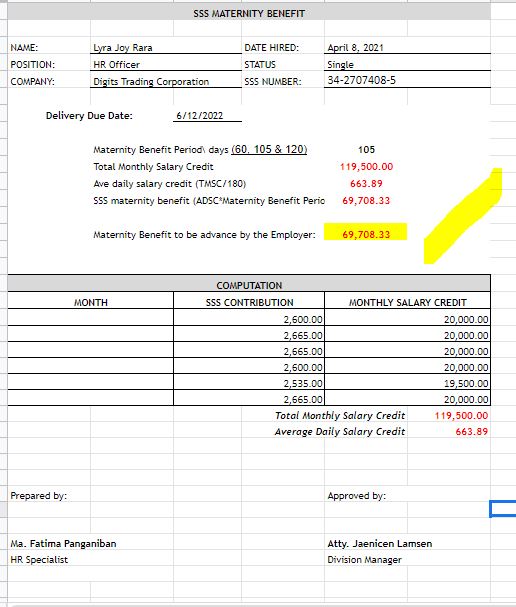 SSS MATERNITY BENEFIT
NAME: Lyra Joy Rara DATE HIRED: April 8, 2021
POSITION: HR Officer STATUS Single
COMPANY: Digits Trading Corporation SSS NUMBER: 34-2707408-5
Delivery Due Date: 6/12/2022
Maternity Benefit Period\ days (60, 105 & 120) 105
Total Monthly Salary Credit 119,500.00
Ave daily salary credit (TMSC/180) 663.89
SSS maternity benefit (ADSC*Maternity Benefit Perio 69,708.33
Maternity Benefit to be advance by the Employer: 69,708.33
COMPUTATION
MONTH SSS CONTRIBUTION MONTHLY SALARY CREDIT
2,600.00 20,000.00
2,665.00 20,000.00
2,665.00 20,000.00
2,600.00 20,000.00
2,535.00 19,500.00
2,665.00 20,000.00
Total Monthly Salary Credit 119,500.00
Average Daily Salary Credit 663.89
Prepared by: Approved by:
Ma. Fatima Panganiban Atty. Jaenicen Lamsen
HR Specialist Division Manager